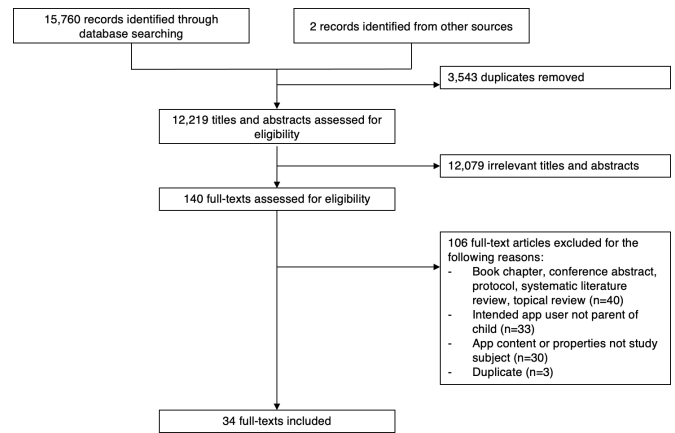 15,760 records identified through
database searching
2 records identified from other sources
3,543 duplicates removed
12,219 titles and abstracts assessed for
eligibility
12,079 irrelevant titles and abstracts
140 full-texts assessed for eligibility
106 full-text articles excluded for the
following reasons:
- Book chapter, conference abstract,
protocol, systematic literature
review, topical review (n=40)
- Intended app user not parent of
child (n=33)
- App content or properties not study
subject (n=30)
- Duplicate (n=3)
34 full-texts included